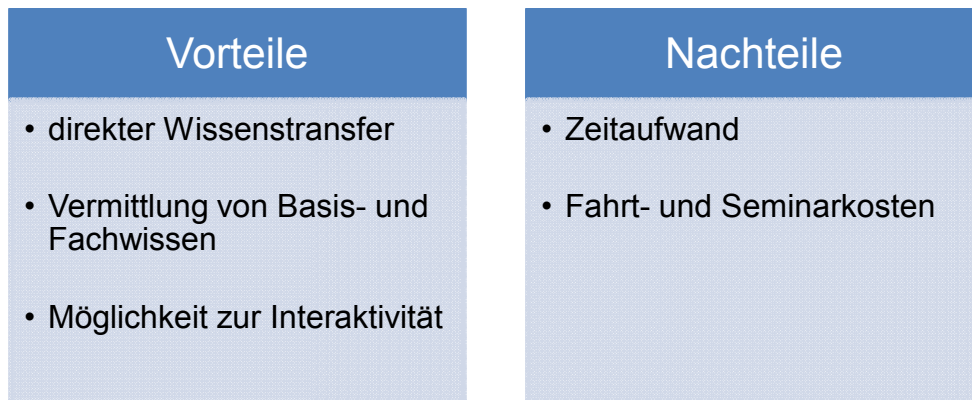 Vorteile
• direkter Wissenstransfer
• Vermittlung von Basis- und
Fachwissen
• Möglichkeit zur Interaktivität
Nachteile
• Zeitaufwand
• Fahrt- und Seminarkosten